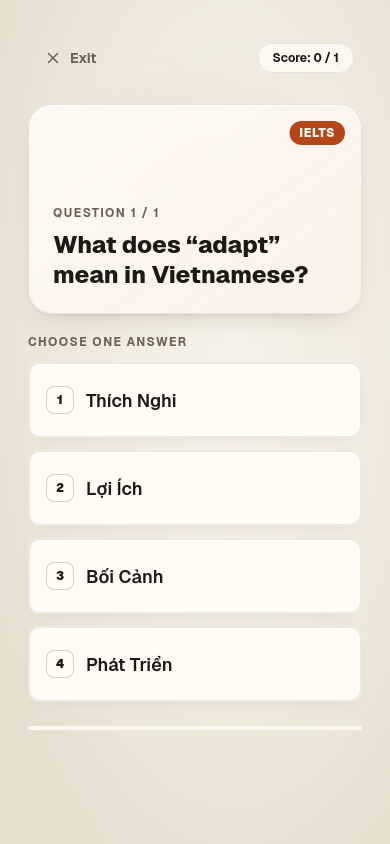 Exit
Score: 0 / 1
IELTS
QUESTION 1 / 1
What does “adapt”
mean in Vietnamese?
CHOOSE ONE ANSWER
1 Thích Nghi
2 Lợi Ích
3 Bối Cảnh
4 Phát Triển